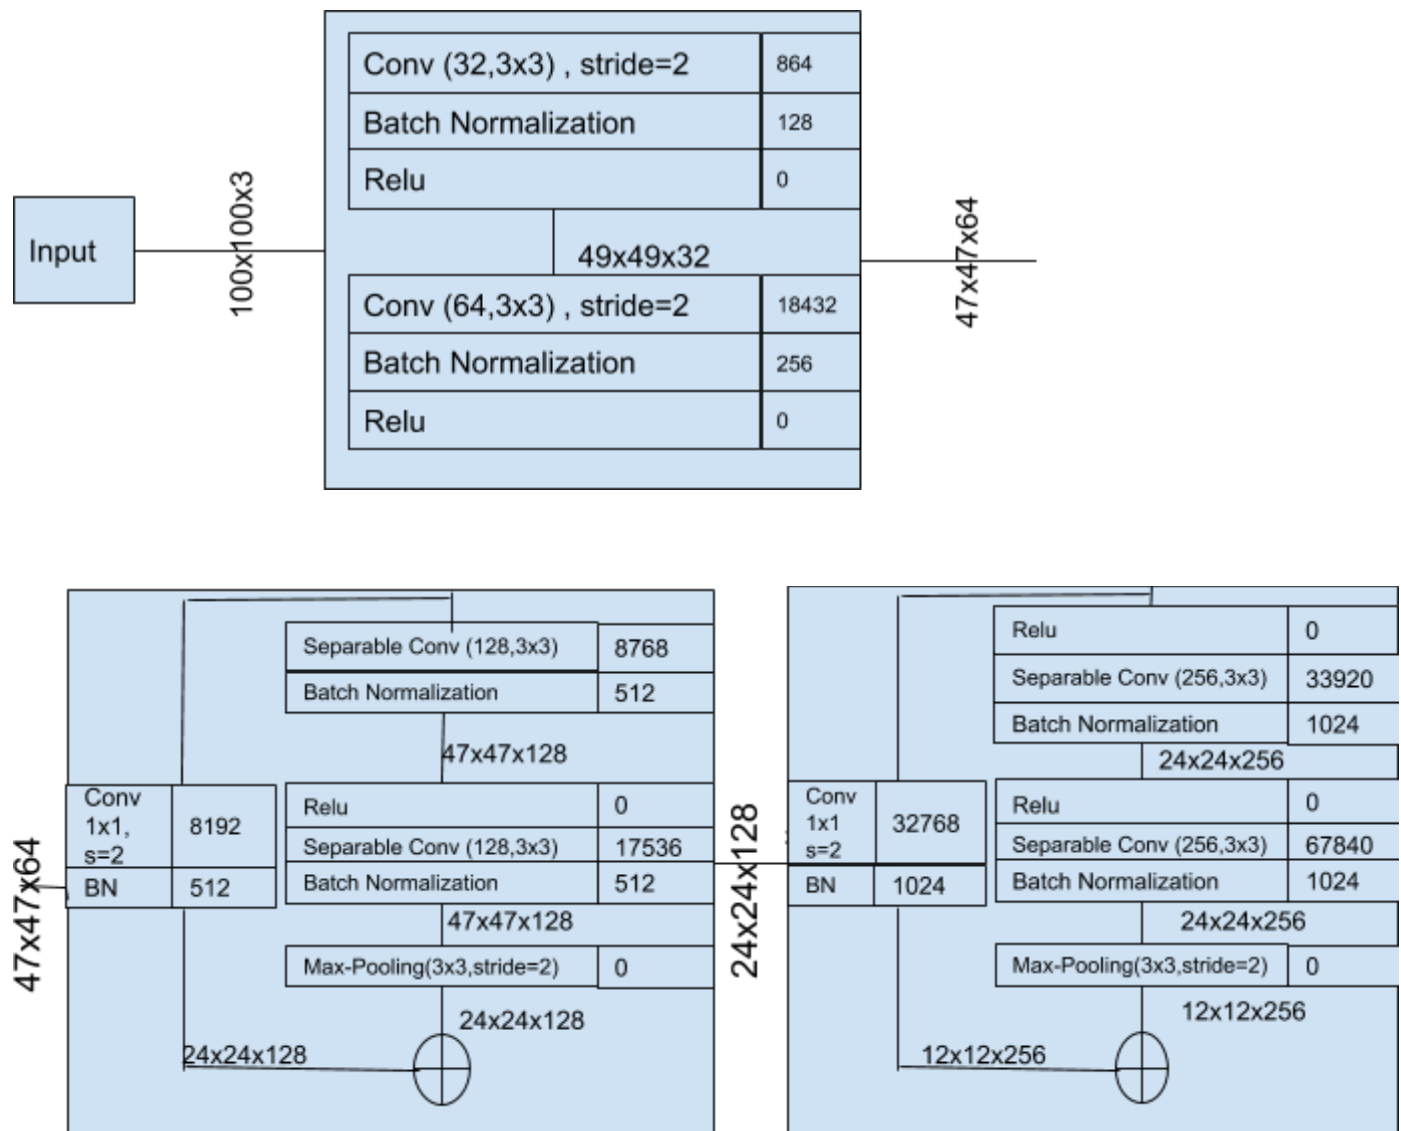 Input
100x100x3
Conv (32,3x3) , stride=2 864
Batch Normalization 128
Relu 0
49x49x32
Conv (64,3x3) , stride=2 18432
Batch Normalization 256
Relu 0
47x47x64
47x47x64
Separable Conv (128,3x3) 8768
Batch Normalization 512
47x47x128
Conv
1x1,
s=2
8192
BN 512
Relu 0
Separable Conv (128,3x3) 17536
Batch Normalization 512
47x47x128
Max-Pooling(3x3,stride=2) 0
24x24x128
24x24x128
24x24x128
Relu 0
Separable Conv (256,3x3) 33920
Batch Normalization 1024
24x24x256
Conv
1x1
s=2
32768
BN 1024
Relu 0
Separable Conv (256,3x3) 67840
Batch Normalization 1024
24x24x256
Max-Pooling(3x3,stride=2) 0
12x12x256
12x12x256